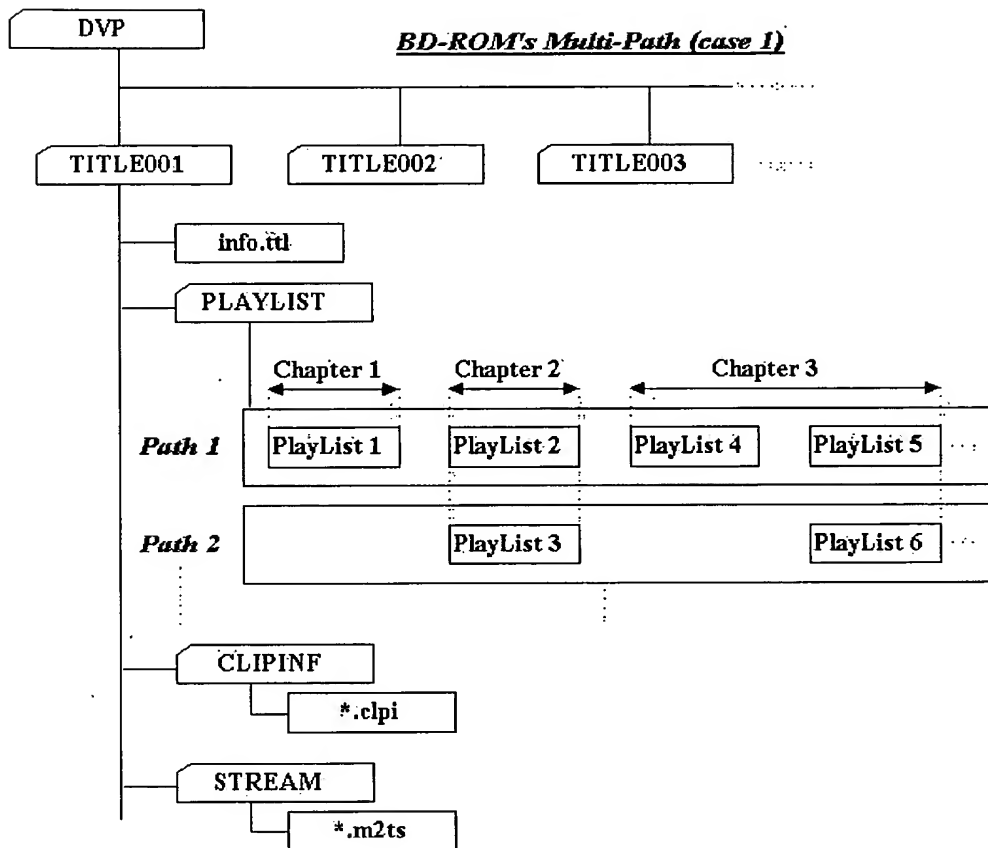 DVP
BD-ROM's Multi-Path (case 1)
TITLE001
TITLE002
TITLE003
info.ttl
PLAYLIST
Chapter 1
Chapter 2
Chapter 3
Path 1
PlayList 1
PlayList 2
PlayList 4
PlayList 5
Path 2
PlayList 3
PlayList 6
CLIPINF
*.clpi
STREAM
*.m2ts